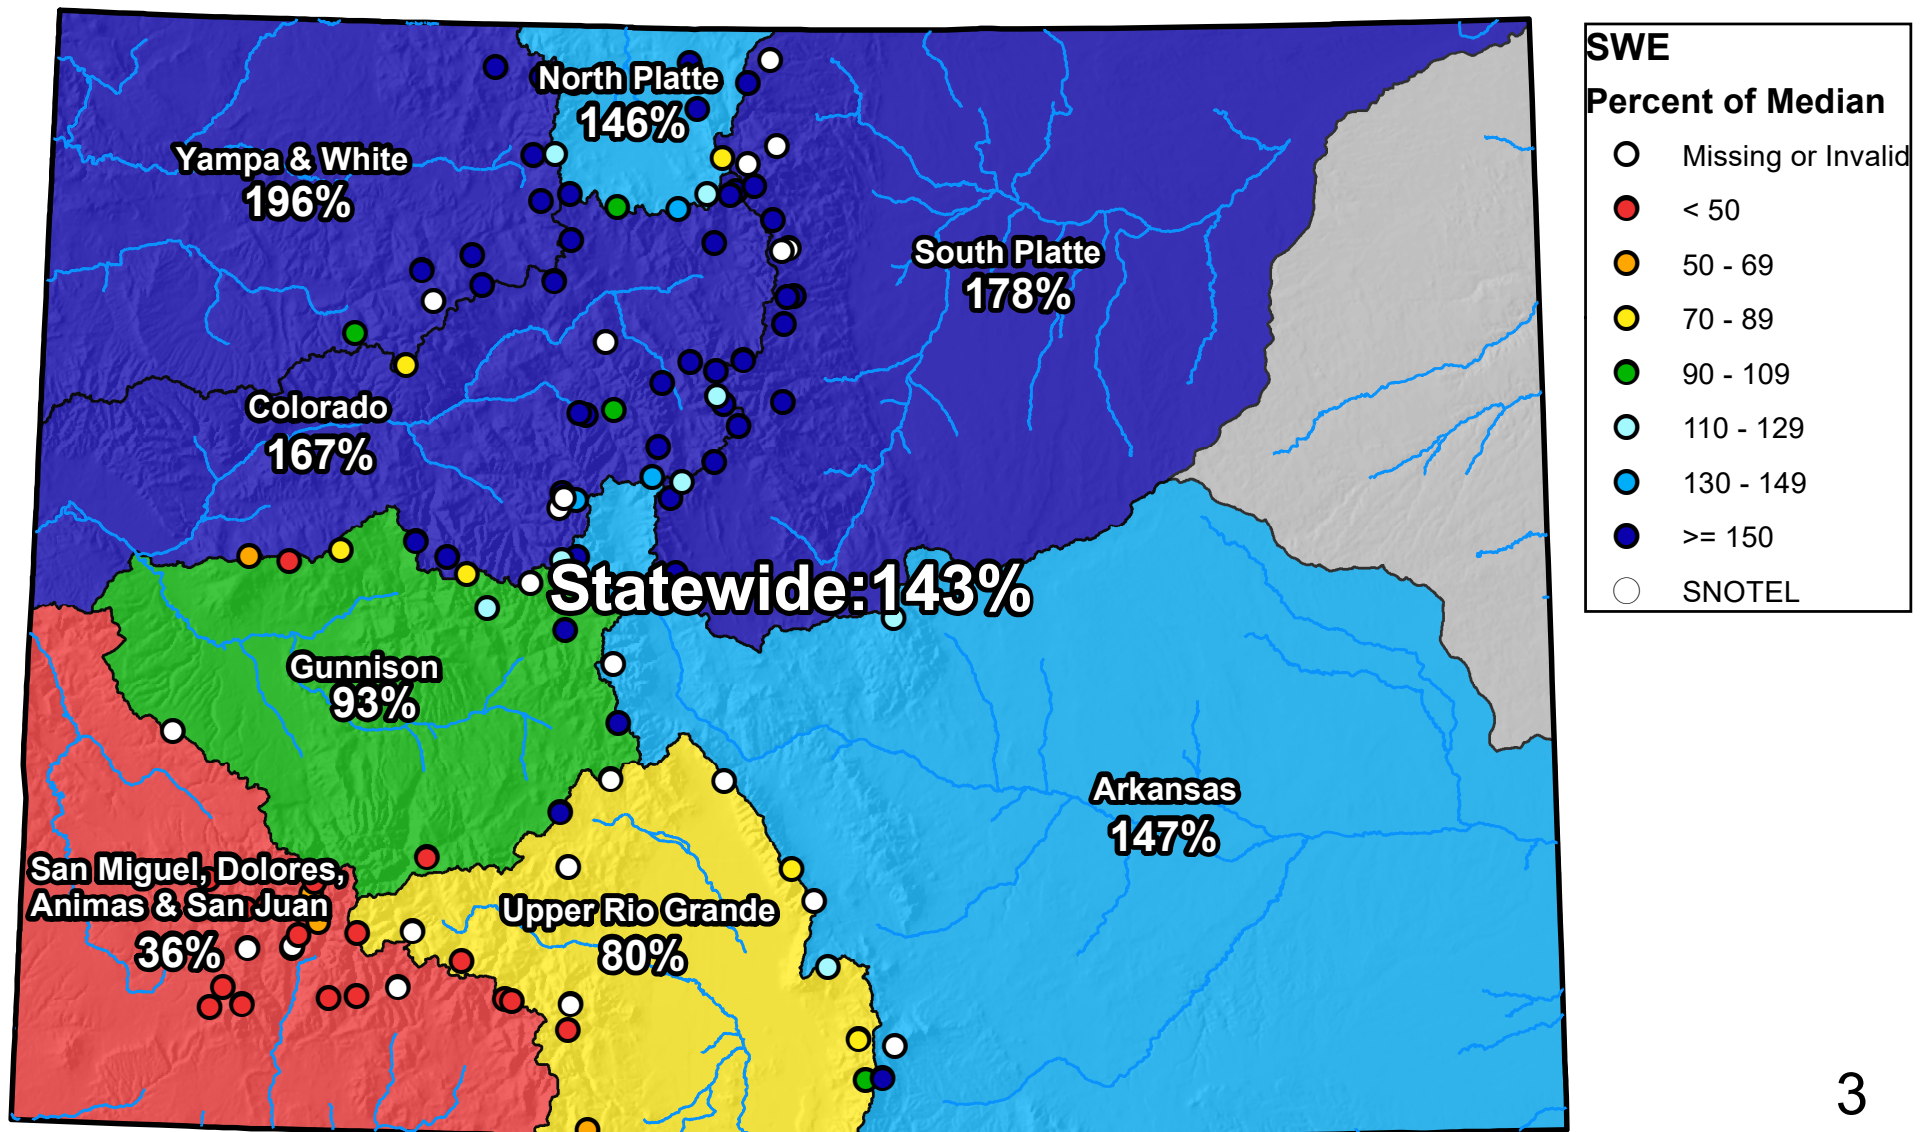 North Platte
146%
Yampa & White
196%
South Platte
178%
Colorado
167%
Statewide:143%
Gunnison
93%
Arkansas
147%
San Miguel, Dolores,
Animas & San Juan
36%
Upper Rio Grande
80%
SWE
Percent of Median
Missing or Invalid
< 50
50 - 69
70 - 89
90 - 109
110 - 129
130 - 149
>= 150
SNOTEL
3